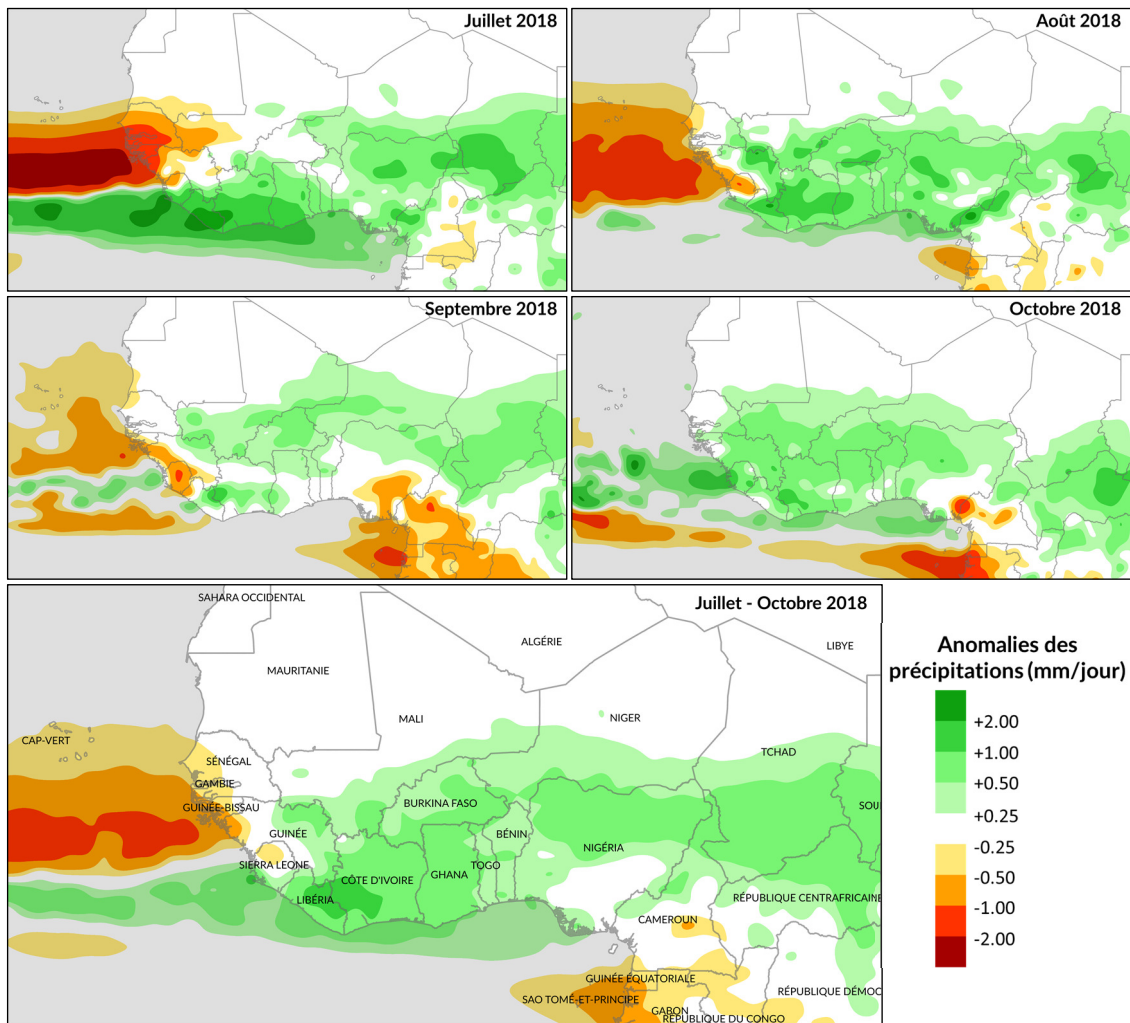 Juillet 2018
Août 2018
Septembre 2018
Octobre 2018
Juillet - Octobre 2018
SAHARA OCCIDENTAL
ALGÉRIE
LIBYE
MAURITANIE
MALI
NIGER
CAP-VERT
TCHAD
SÉNÉGAL
GAMBIE
GUINÉE-BISSAU
BURKINA FASO
SOU
GUINÉE
BÉNIN
NIGÉRIA
SIERRA LEONE
TOGO
GHANA
CÔTE D'IVOIRE
LIBÉRIA
RÉPUBLIQUE CENTRAFRICAINE
CAMEROUN
GUINÉE ÉQUATORIALE
RÉPUBLIQUE DÉMOC
SAO TOMÉ-ET-PRINCIPE
GABON
RÉPUBLIQUE DU CONGO
Anomalies des
précipitations (mm/jour)
+2.00
+1.00
+0.50
+0.25
-0.25
-0.50
-1.00
-2.00